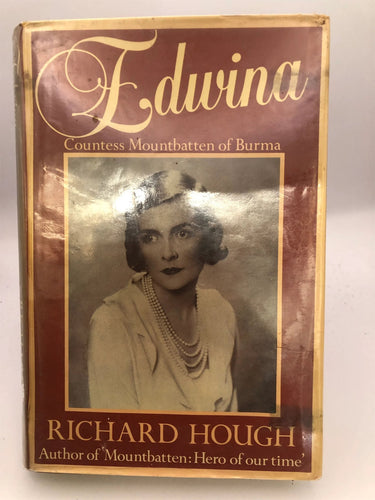 Edwina
Countess Mountbatten of Burma
RICHARD HOUGH
Author of 'Mountbatten: Hero of our time'